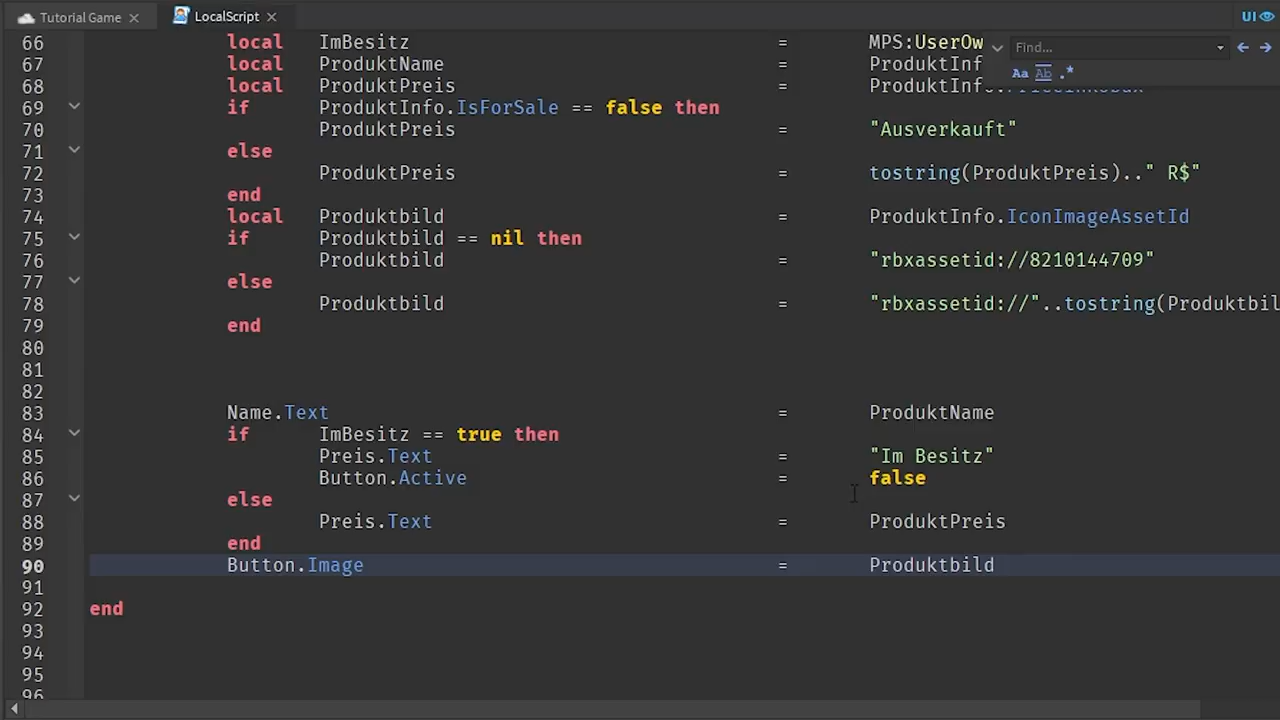 Tutorial Game
LocalScript
UI
Find...
Aa Ab .*
66 local ImBesitz = MPS:UserOw
67 local ProduktName = ProduktInf
68 local ProduktPreis = ProduktInfo.PriceInRobux
69 if ProduktInfo.IsForSale == false then
70 ProduktPreis = "Ausverkauft"
71 else
72 ProduktPreis = tostring(ProduktPreis).." R$"
73 end
74 local Produktbild = ProduktInfo.IconImageAssetId
75 if Produktbild == nil then
76 Produktbild = "rbxassetid://8210144709"
77 else
78 Produktbild = "rbxassetid://"..tostring(Produktbil
79 end
80
81
82
83 Name.Text = ProduktName
84 if ImBesitz == true then
85 Preis.Text = "Im Besitz"
86 Button.Active = false
87 else
88 Preis.Text = ProduktPreis
89 end
90 Button.Image = Produktbild
91
92 end
93
94
95
96